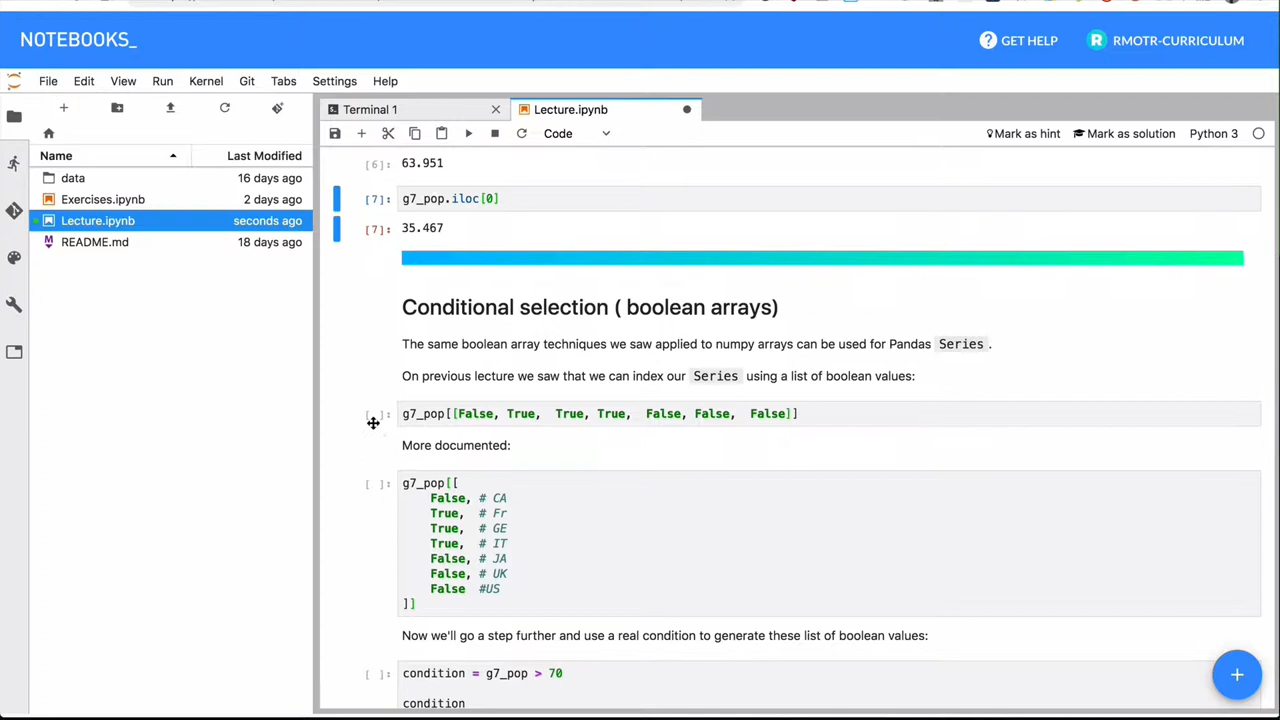 NOTEBOOKS_
GET HELP
R RMOTR-CURRICULUM
File Edit View Run Kernel Git Tabs Settings Help
Name Last Modified
data 16 days ago
Exercises.ipynb 2 days ago
Lecture.ipynb seconds ago
README.md 18 days ago
Terminal 1
Lecture.ipynb
Code
Mark as hint Mark as solution Python 3
[6]: 63.951
[7]: g7_pop.iloc[0]
[7]: 35.467
Conditional selection ( boolean arrays)
The same boolean array techniques we saw applied to numpy arrays can be used for Pandas Series .
On previous lecture we saw that we can index our Series using a list of boolean values:
[ ]: g7_pop[[False, True,  True, True,  False, False,  False]]
More documented:
[ ]: g7_pop[[
False, # CA
True,  # Fr
True,  # GE
True,  # IT
False, # JA
False, # UK
False  #US
]]
Now we'll go a step further and use a real condition to generate these list of boolean values:
[ ]: condition = g7_pop > 70
condition